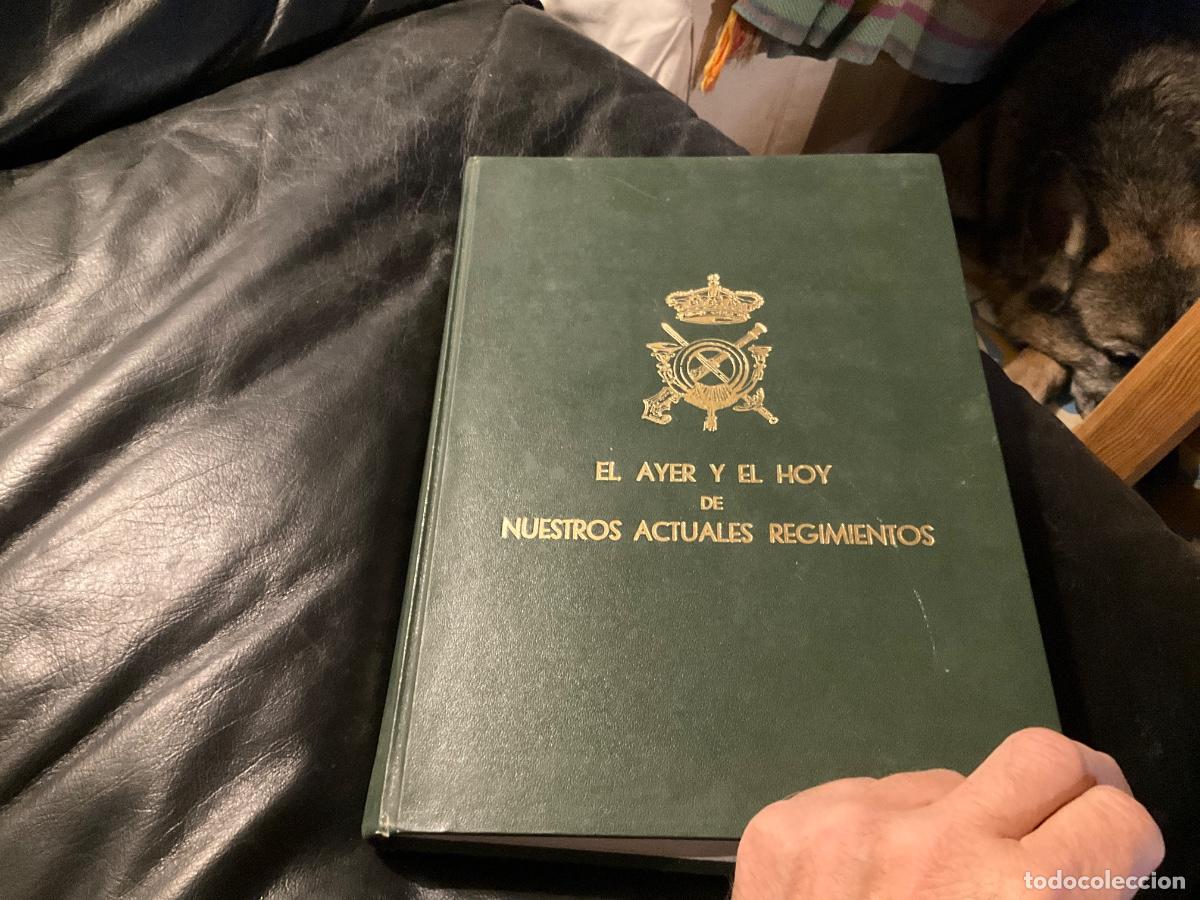 EL AYER Y EL HOY
DE
NUESTROS ACTUALES REGIMIENTOS
todocoleccion